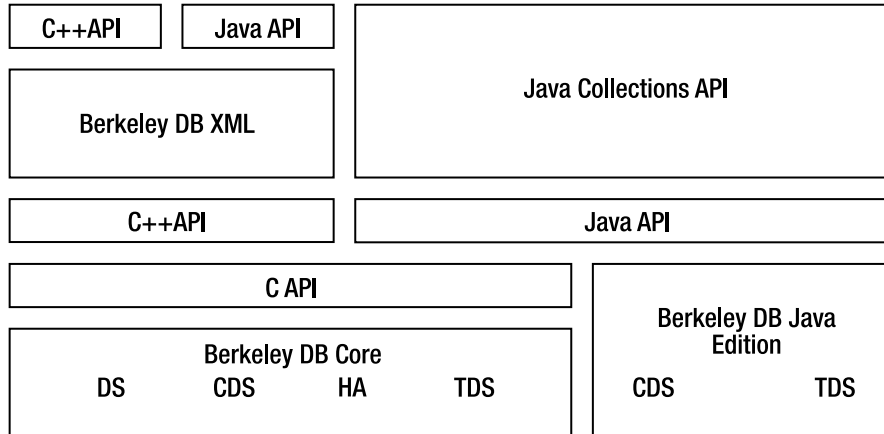 C++API
Java API
Java Collections API
Berkeley DB XML
C++API
Java API
C API
Berkeley DB Java
Edition
Berkeley DB Core
DS CDS HA TDS
CDS TDS